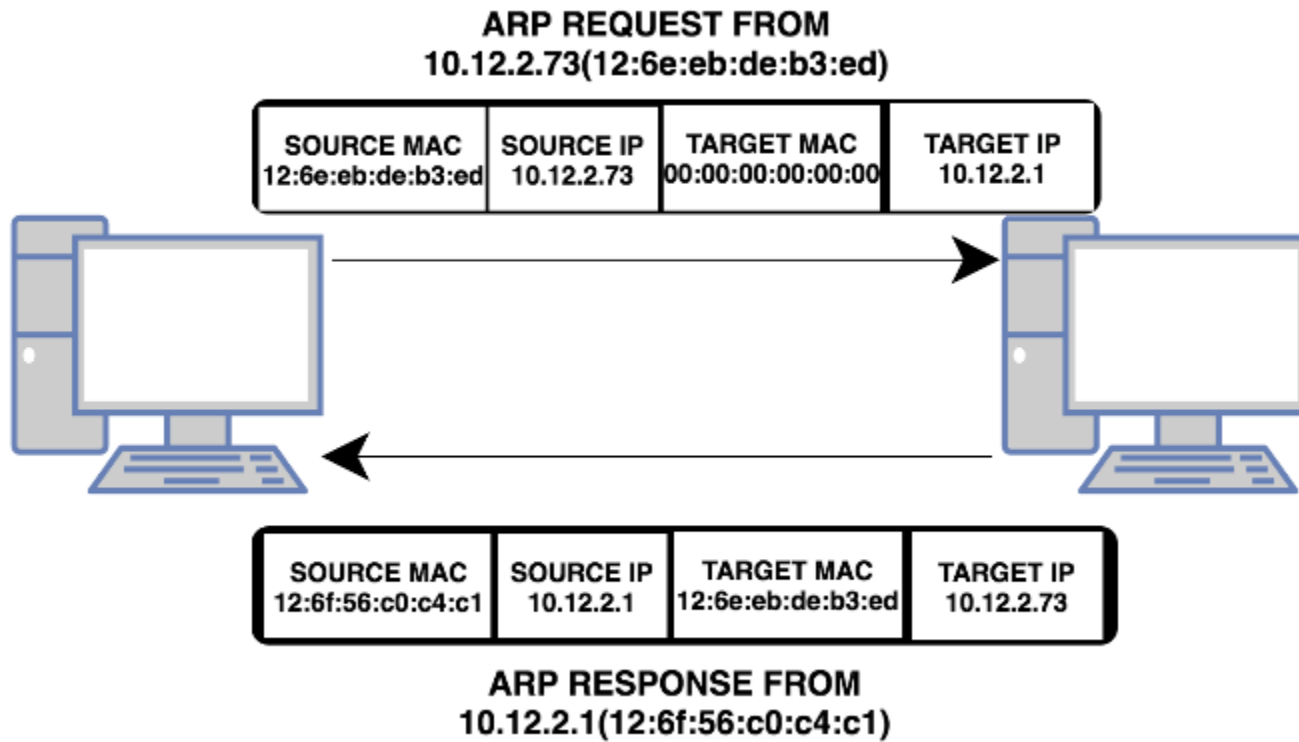 ARP REQUEST FROM
10.12.2.73(12:6e:eb:de:b3:ed)
SOURCE MAC
12:6e:eb:de:b3:ed
SOURCE IP
10.12.2.73
TARGET MAC
00:00:00:00:00:00
TARGET IP
10.12.2.1
SOURCE MAC
12:6f:56:c0:c4:c1
SOURCE IP
10.12.2.1
TARGET MAC
12:6e:eb:de:b3:ed
TARGET IP
10.12.2.73
ARP RESPONSE FROM
10.12.2.1(12:6f:56:c0:c4:c1)